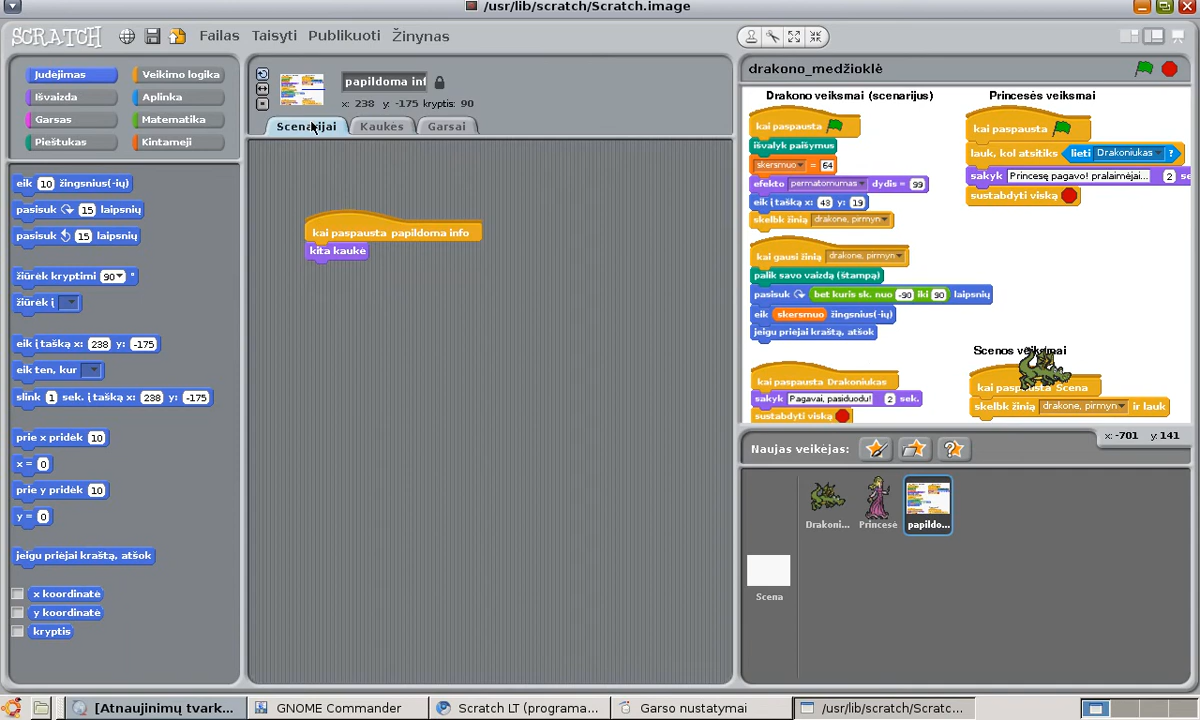 /usr/lib/scratch/Scratch.image
SCRATCH
Failas Taisyti Publikuoti Žinynas
Judėjimas
Veikimo logika
Išvaizda
Aplinka
Garsas
Matematika
Pieštukas
Kintameji
eik 10 žingsnius(-ių)
pasisuk 15 laipsnių
pasisuk 15 laipsnių
žiūrėk kryptimi 90 °
žiūrėk į
eik į tašką x: 238 y: -175
eik ten, kur
slink 1 sek. į tašką x: 238 y: -175
prie x pridėk 10
x = 0
prie y pridėk 10
y = 0
jeigu priejai kraštą, atšok
x koordinatė
y koordinatė
kryptis
papildoma inf
x: 238 y: -175 kryptis: 90
Scenarijai
Kaukės
Garsai
kai paspausta papildoma info
kita kaukė
drakono_medžioklė
Drakono veiksmai (scenarijus)
kai paspausta
išvalyk paišymus
skersmuo = 64
efekto permatomumas dydis = 99
eik į tašką x: 43 y: 19
skelbk žinią drakone, pirmyn
kai gausi žinią drakone, pirmyn
palik savo vaizdą (štampą)
pasisuk bet kuris sk. nuo -90 iki 90 laipsnių
eik skersmuo žingsnius(-ių)
jeigu priejai kraštą, atšok
kai paspausta Drakoniukas
sakyk Pagavai, pasiduodu! 2 sek.
sustabdyti viską
Princesės veiksmai
kai paspausta
lauk, kol atsitiks lieti Drakoniukas ?
sakyk Princesę pagavo! pralaimėjai... 2 se
sustabdyti viską
Scenos veiksmai
kai paspausta Scena
skelbk žinią drakone, pirmyn ir lauk
x: -701 y: 141
Naujas veikėjas:
Drakoni...
Princesė
papildo...
Scena
[Atnaujinimų tvark...
GNOME Commander
Scratch LT (programa...
Garso nustatymai
/usr/lib/scratch/Scratc...